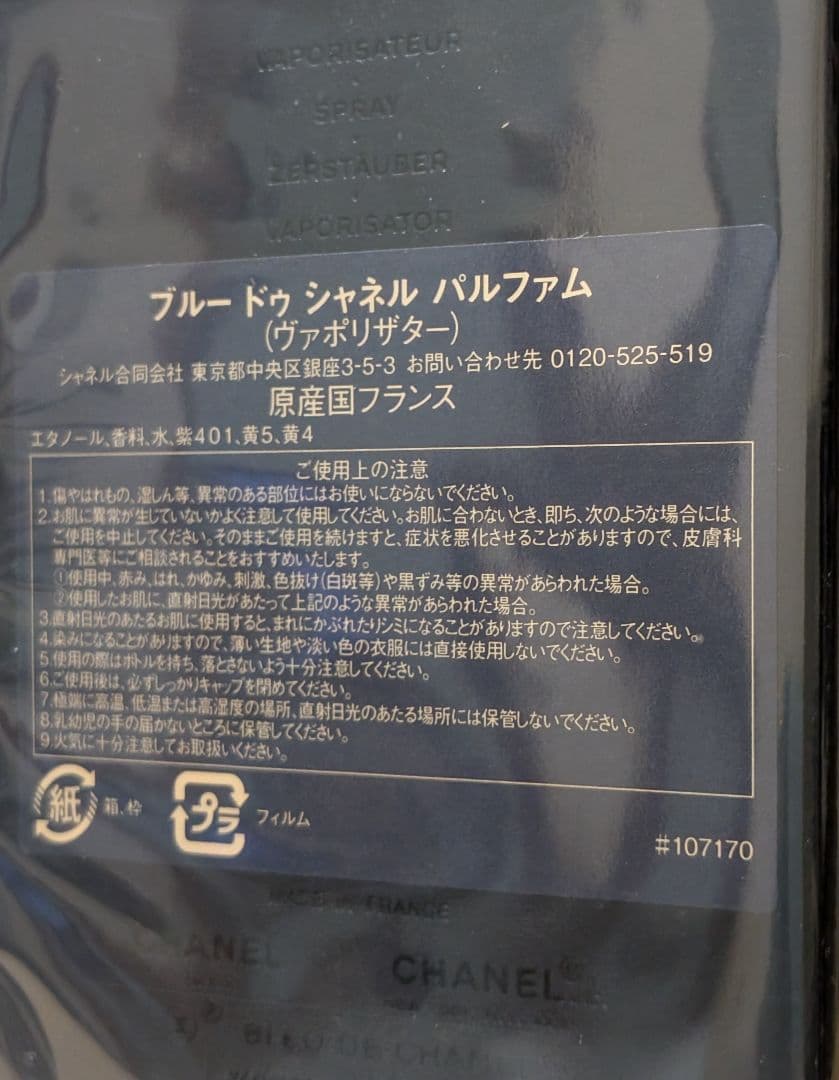 VAPORISATEUR
SPRAY
ZERSTÄUBER
VAPORISATOR
ブルー ドゥ シャネル パルファム
(ヴァポリザター)
シャネル合同会社 東京都中央区銀座3-5-3 お問い合わせ先 0120-525-519
原産国フランス
エタノール、香料、水、紫401、黄5、黄4
ご使用上の注意
1.傷やはれもの、湿しん等、異常のある部位にはお使いにならないでください。
2.お肌に異常が生じていないかよく注意して使用してください。お肌に合わないとき、即ち、次のような場合には、
ご使用を中止してください。そのままご使用を続けますと、症状を悪化させることがありますので、皮膚科
専門医等にご相談されることをおすすめいたします。
①使用中、赤み、はれ、かゆみ、刺激、色抜け(白斑等)や黒ずみ等の異常があらわれた場合。
②使用したお肌に、直射日光があたって上記のような異常があらわれた場合。
3.直射日光のあたるお肌に使用すると、まれにかぶれたりシミになることがありますので注意してください。
4.染みになることがありますので、薄い生地や淡い色の衣服には直接使用しないでください。
5.使用の際はボトルを持ち、落とさないよう十分注意してください。
6.ご使用後は、必ずしっかりキャップを閉めてください。
7.極端に高温、低温または高湿度の場所、直射日光のあたる場所には保管しないでください。
8.乳幼児の手の届かないところに保管してください。
9.火気に十分注意してお取扱いください。
紙 箱、枠 プラ フィルム
#107170
FRANCE
CHANEL CHANEL